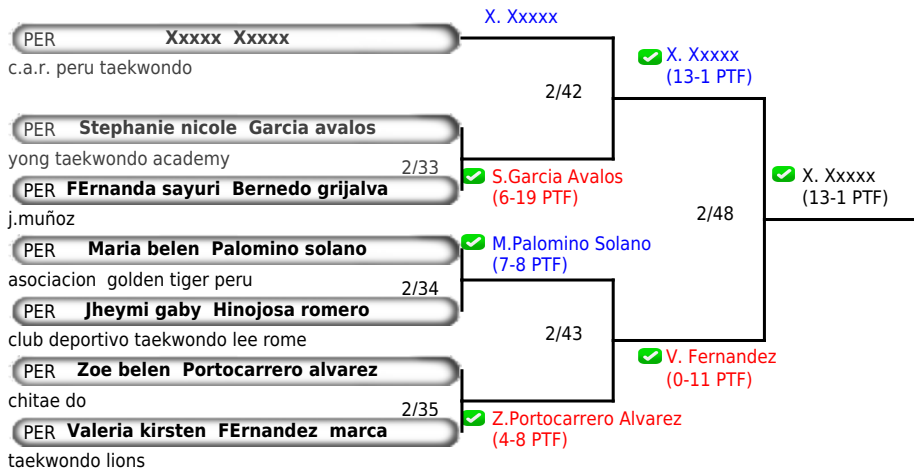 X. Xxxxx
PER Xxxxx Xxxxx
c.a.r. peru taekwondo
X. Xxxxx
(13-1 PTF)
2/42
PER Stephanie nicole Garcia avalos
yong taekwondo academy
2/33
S.Garcia Avalos
(6-19 PTF)
PER FErnanda sayuri Bernedo grijalva
j.muñoz
X. Xxxxx
(13-1 PTF)
2/48
PER Maria belen Palomino solano
M.Palomino Solano
(7-8 PTF)
asociacion golden tiger peru
2/34
PER Jheymi gaby Hinojosa romero
club deportivo taekwondo lee rome
2/43
V. Fernandez
(0-11 PTF)
PER Zoe belen Portocarrero alvarez
chitae do
2/35
Z.Portocarrero Alvarez
(4-8 PTF)
PER Valeria kirsten FErnandez marca
taekwondo lions